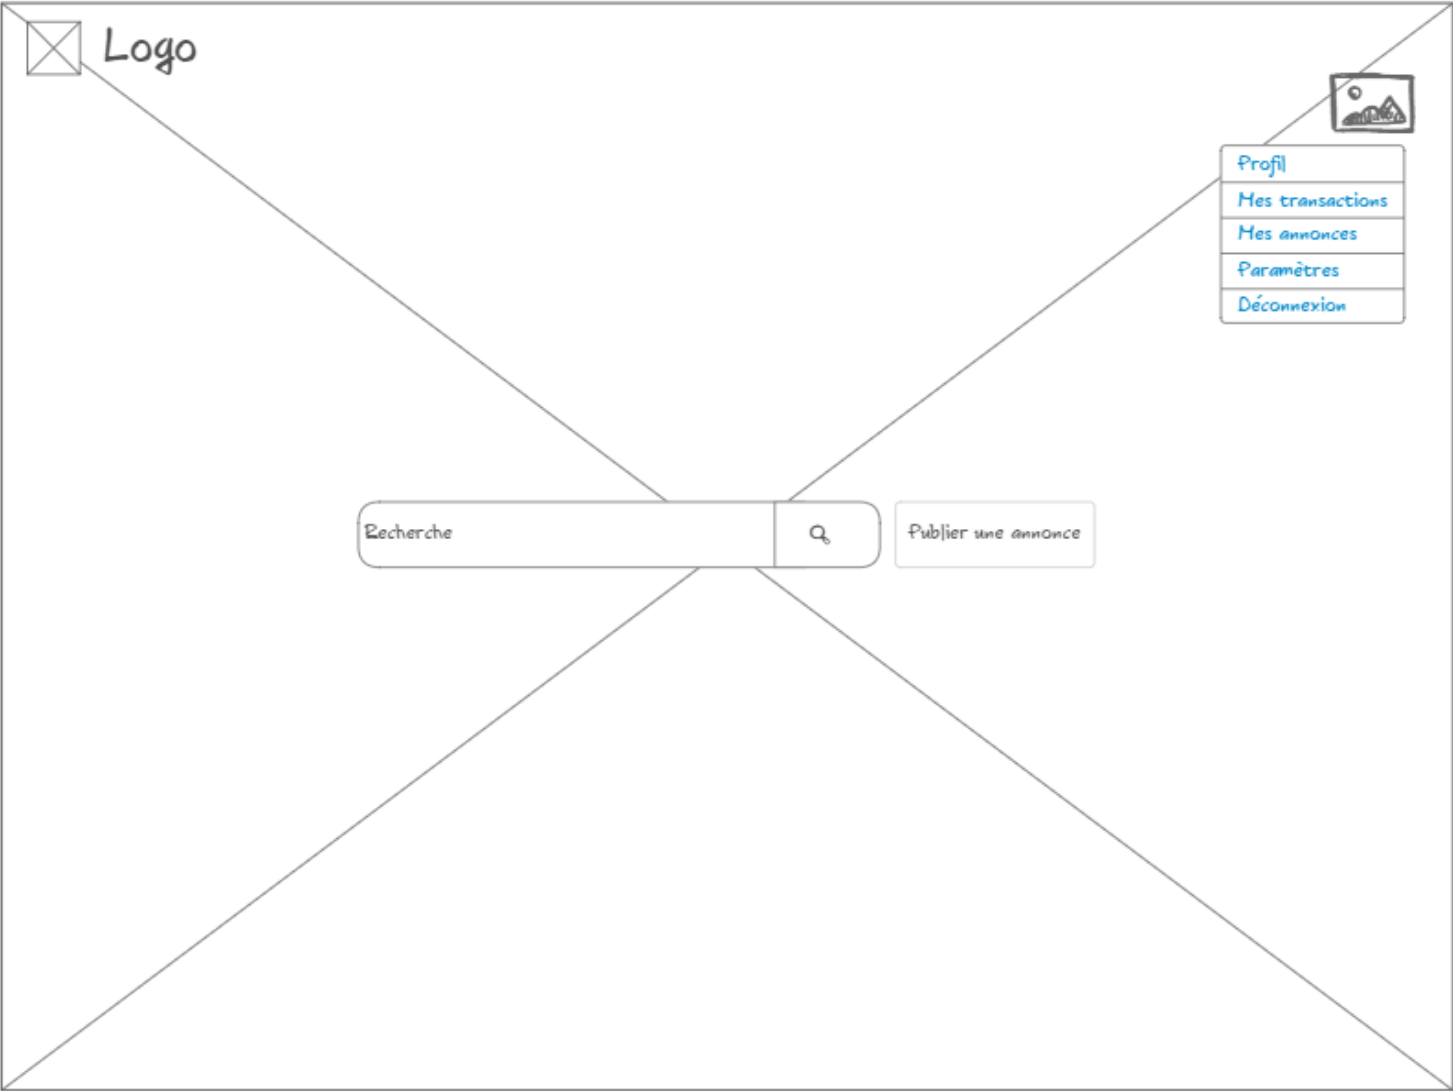 Logo
Profil
Mes transactions
Mes annonces
Paramètres
Déconnexion
Recherche
Publier une annonce